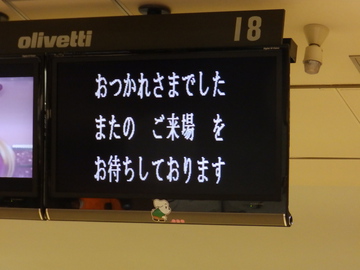 olivetti 18
おつかれさまでした
またの ご来場 を
お待ちしております